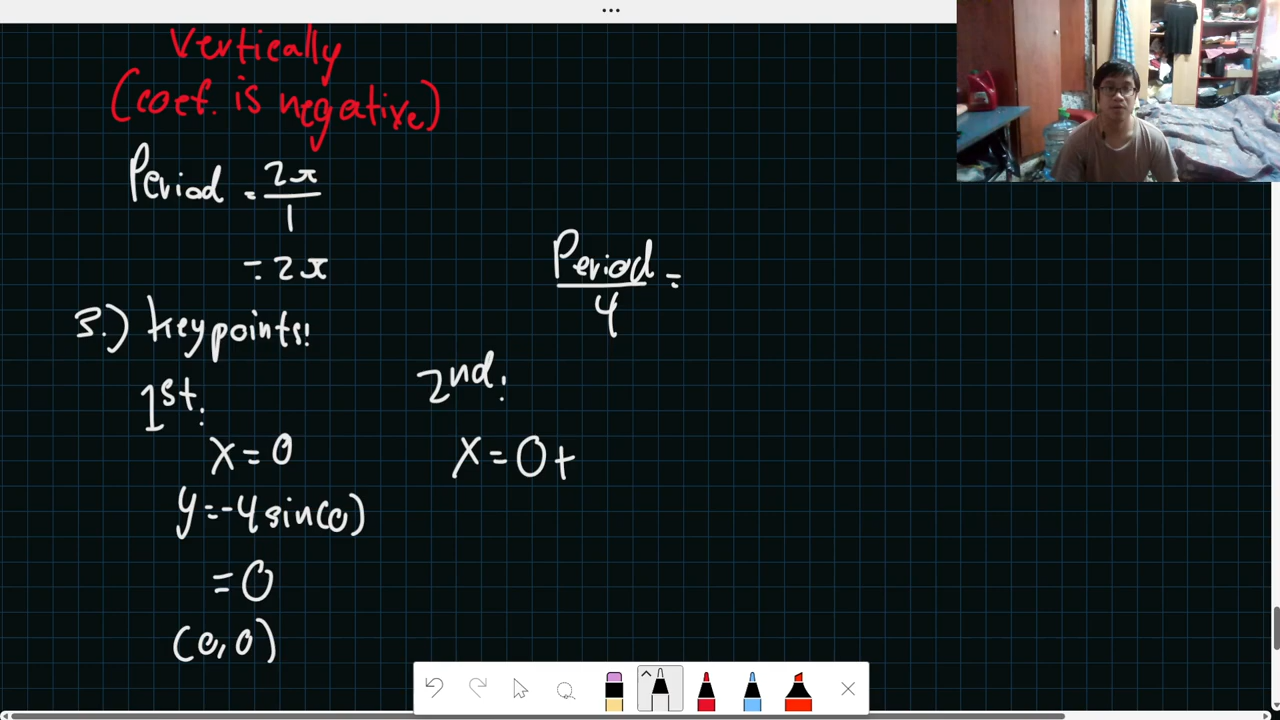 Vertically
(coef. is negative)
Period = 2π/1
= 2π
3.) keypoints:
1st:
x = 0
y = -4 sin(0)
= 0
(0,0)
Period/4 =
2nd:
x = 0 +